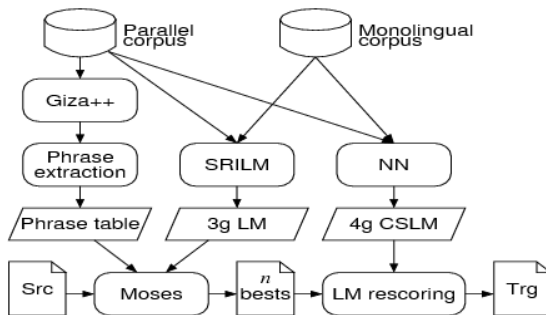 Parallel
corpus
Monolingual
corpus
Giza++
Phrase
extraction
SRILM
NN
Phrase table
3g LM
4g CSLM
Src
Moses
n
bests
LM rescoring
Trg